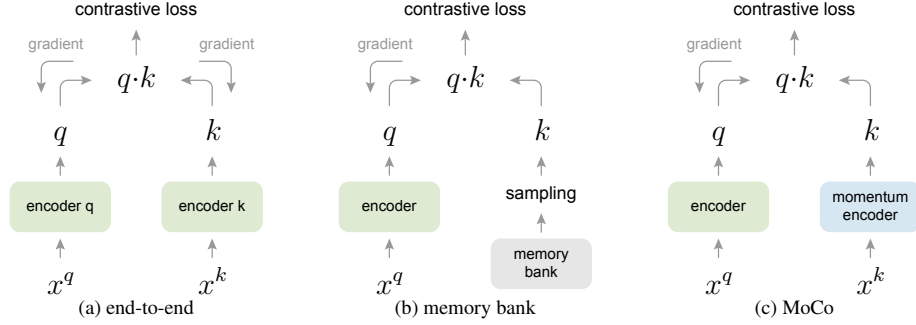 contrastive loss
gradient gradient
q·k
q k
encoder q encoder k
x^q x^k
(a) end-to-end
contrastive loss
gradient
q·k
q k
encoder
sampling
memory
bank
x^q
(b) memory bank
contrastive loss
gradient
q·k
q k
encoder
momentum
encoder
x^q x^k
(c) MoCo